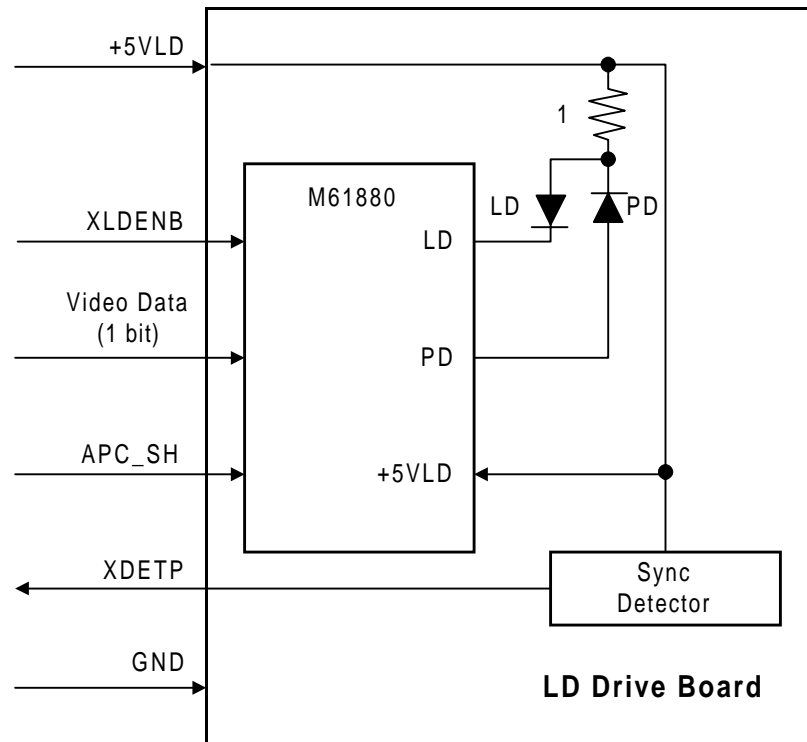 +5VLD
1
M61880
LD
PD
XLDENB
LD
Video Data
(1 bit)
PD
APC_SH
+5VLD
XDETP
Sync
Detector
GND
LD Drive Board